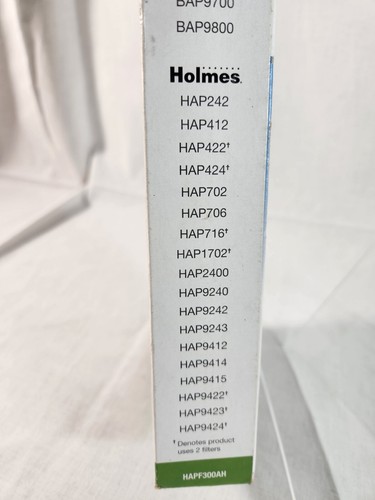 BAP9700
BAP9800
Holmes
HAP242
HAP412
HAP422†
HAP424†
HAP702
HAP706
HAP716†
HAP1702†
HAP2400
HAP9240
HAP9242
HAP9243
HAP9412
HAP9414
HAP9415
HAP9422†
HAP9423†
HAP9424†
† Denotes product
uses 2 filters
HAPF300AH